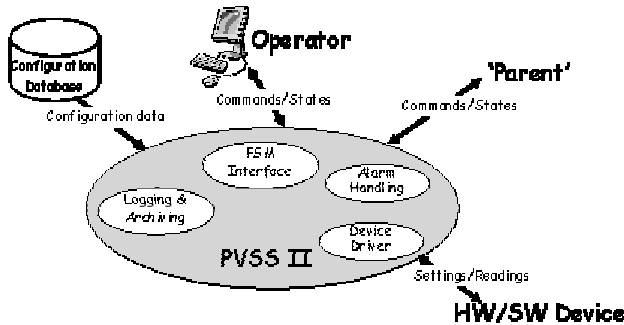 Operator
Configuration
Database
'Parent'
Commands/States
Commands/States
Configuration data
FSM
Interface
Alarm
Handling
Logging &
Archiving
Device
Driver
PVSS II
Settings/Readings
HW/SW Device